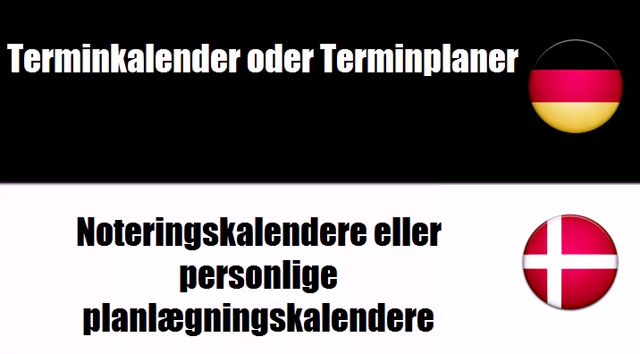 Terminkalender oder Terminplaner
Noteringskalendere eller
personlige
planlægningskalendere